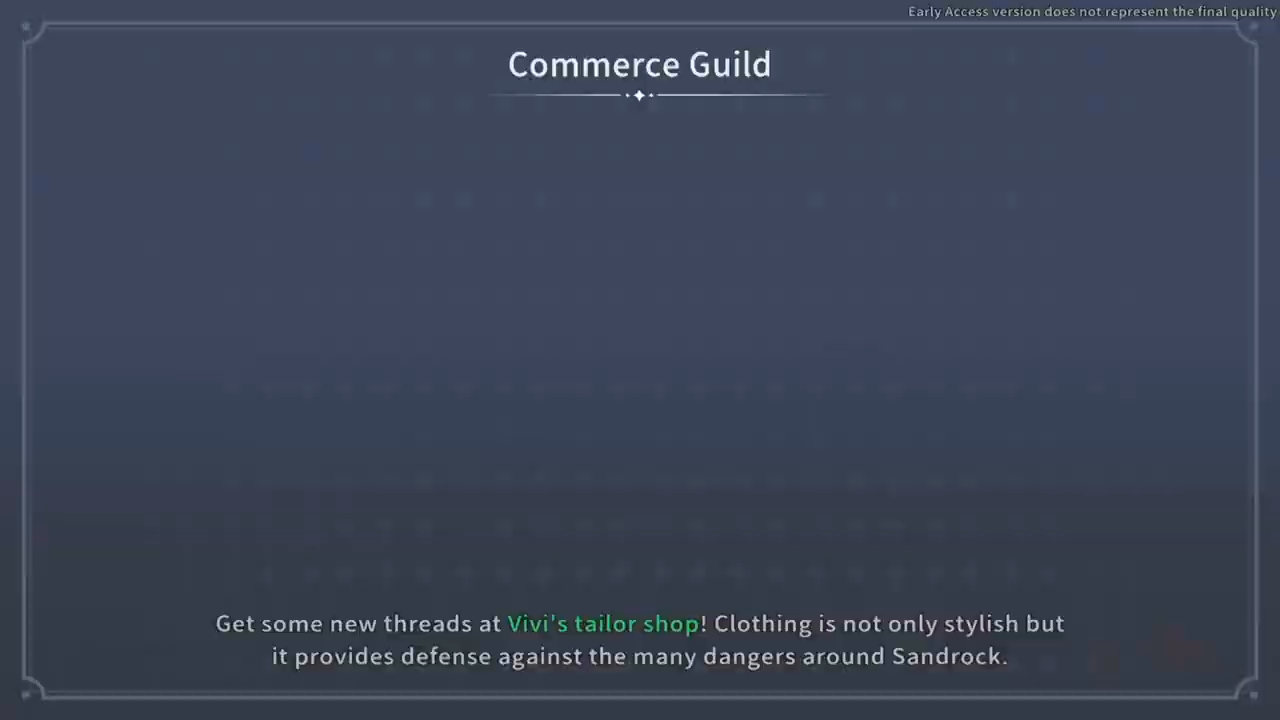 Early Access version does not represent the final quality
Commerce Guild
Get some new threads at Vivi's tailor shop! Clothing is not only stylish but
it provides defense against the many dangers around Sandrock.